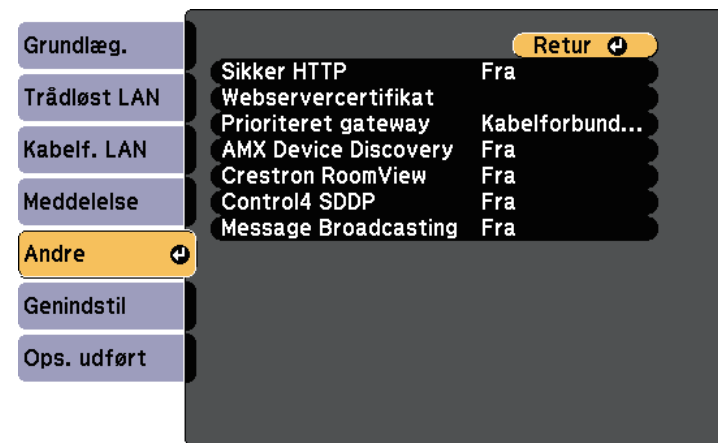 Grundlæg.
Trådløst LAN
Kabelf. LAN
Meddelelse
Andre
Genindstil
Ops. udført
Retur
Sikker HTTP Fra
Webservercertifikat
Prioriteret gateway Kabelforbund...
AMX Device Discovery Fra
Crestron RoomView Fra
Control4 SDDP Fra
Message Broadcasting Fra